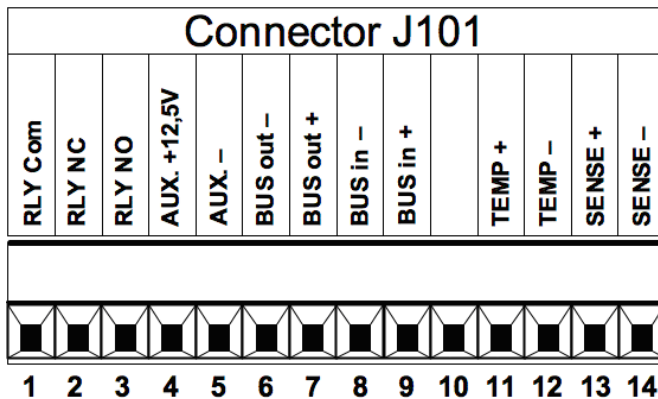 Connector J101
RLY Com
RLY NC
RLY NO
AUX. +12,5V
AUX. –
BUS out –
BUS out +
BUS in –
BUS in +
TEMP +
TEMP –
SENSE +
SENSE –
1 2 3 4 5 6 7 8 9 10 11 12 13 14